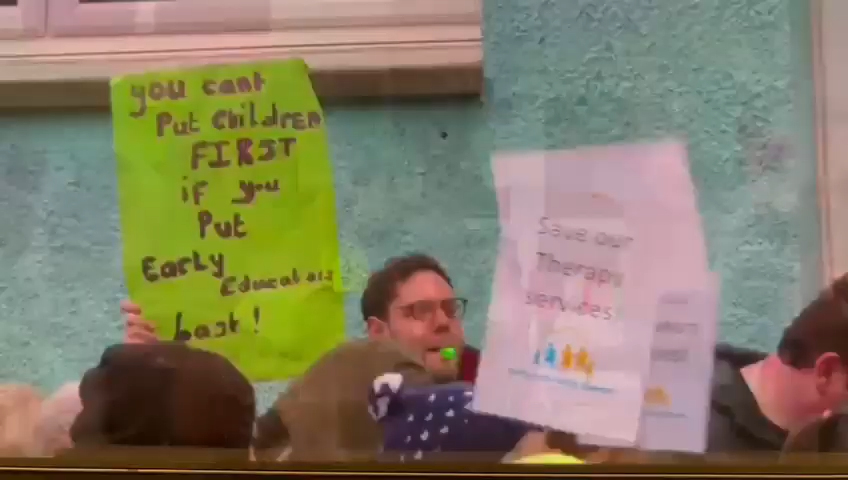 you cant
Put ChildreN
FIRST
if you
Put
Early
Educators
Last!
Save our
Therapy
services